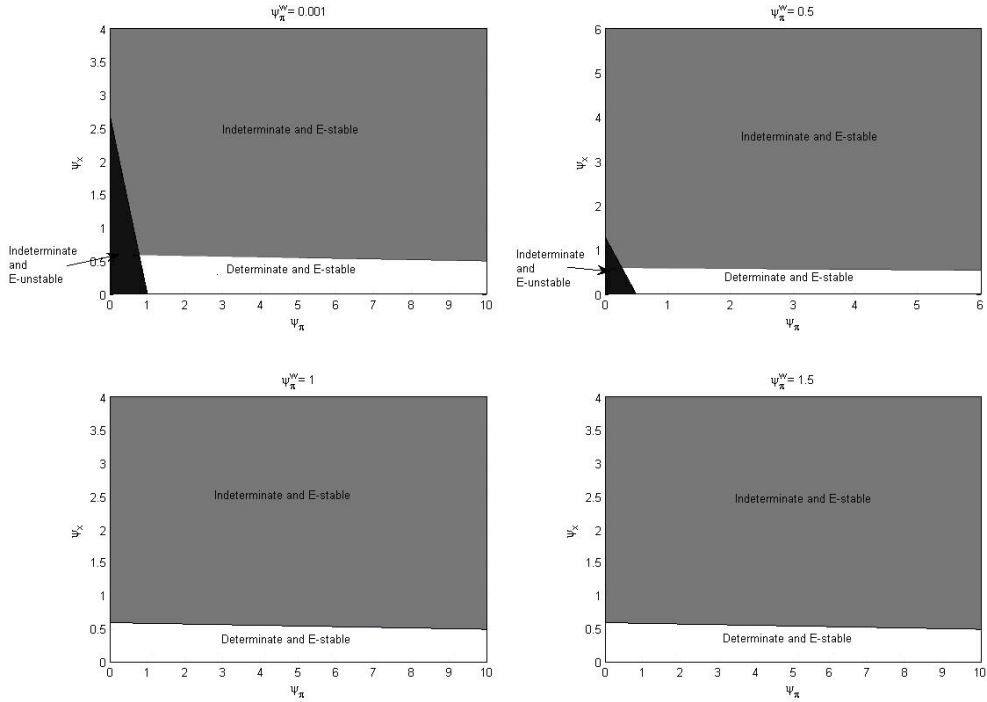 ψ_π^w = 0.001
4
3.5
3
2.5
2
1.5
1
0.5
0
ψ_x
Indeterminate and E-stable
Indeterminate
and
E-unstable
Determinate and E-stable
0 1 2 3 4 5 6 7 8 9 10
ψ_π
ψ_π^w = 0.5
6
5
4
3
2
1
0
ψ_x
Indeterminate and E-stable
Indeterminate
and
E-unstable
Determinate and E-stable
0 1 2 3 4 5 6
ψ_π
ψ_π^w = 1
4
3.5
3
2.5
2
1.5
1
0.5
0
ψ_x
Indeterminate and E-stable
Determinate and E-stable
0 1 2 3 4 5 6 7 8 9 10
ψ_π
ψ_π^w = 1.5
4
3.5
3
2.5
2
1.5
1
0.5
0
ψ_x
Indeterminate and E-stable
Determinate and E-stable
0 1 2 3 4 5 6 7 8 9 10
ψ_π